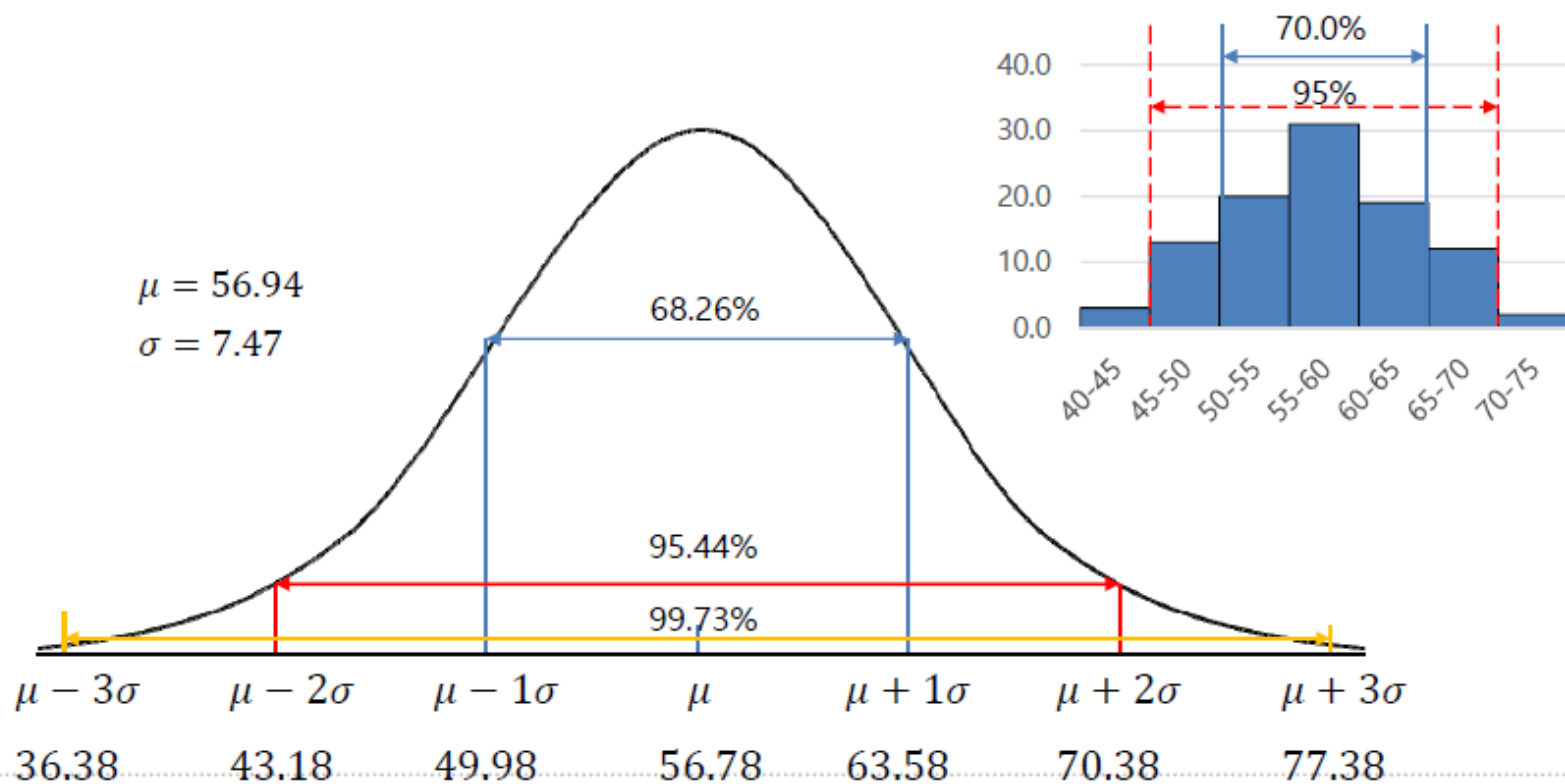 70.0%
40.0
95%
30.0
20.0
10.0
0.0
40-45 45-50 50-55 55-60 60-65 65-70 70-75
μ = 56.94
σ = 7.47
68.26%
95.44%
99.73%
μ − 3σ μ − 2σ μ − 1σ μ μ + 1σ μ + 2σ μ + 3σ
36.38 43.18 49.98 56.78 63.58 70.38 77.38